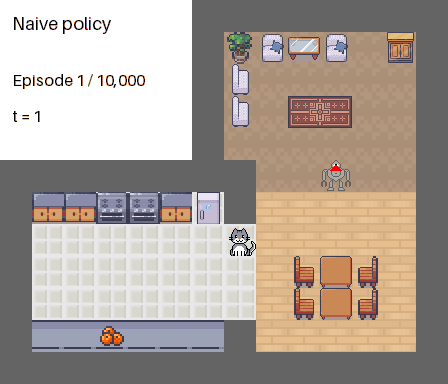 Naive policy
Episode 1 / 10,000
t = 1